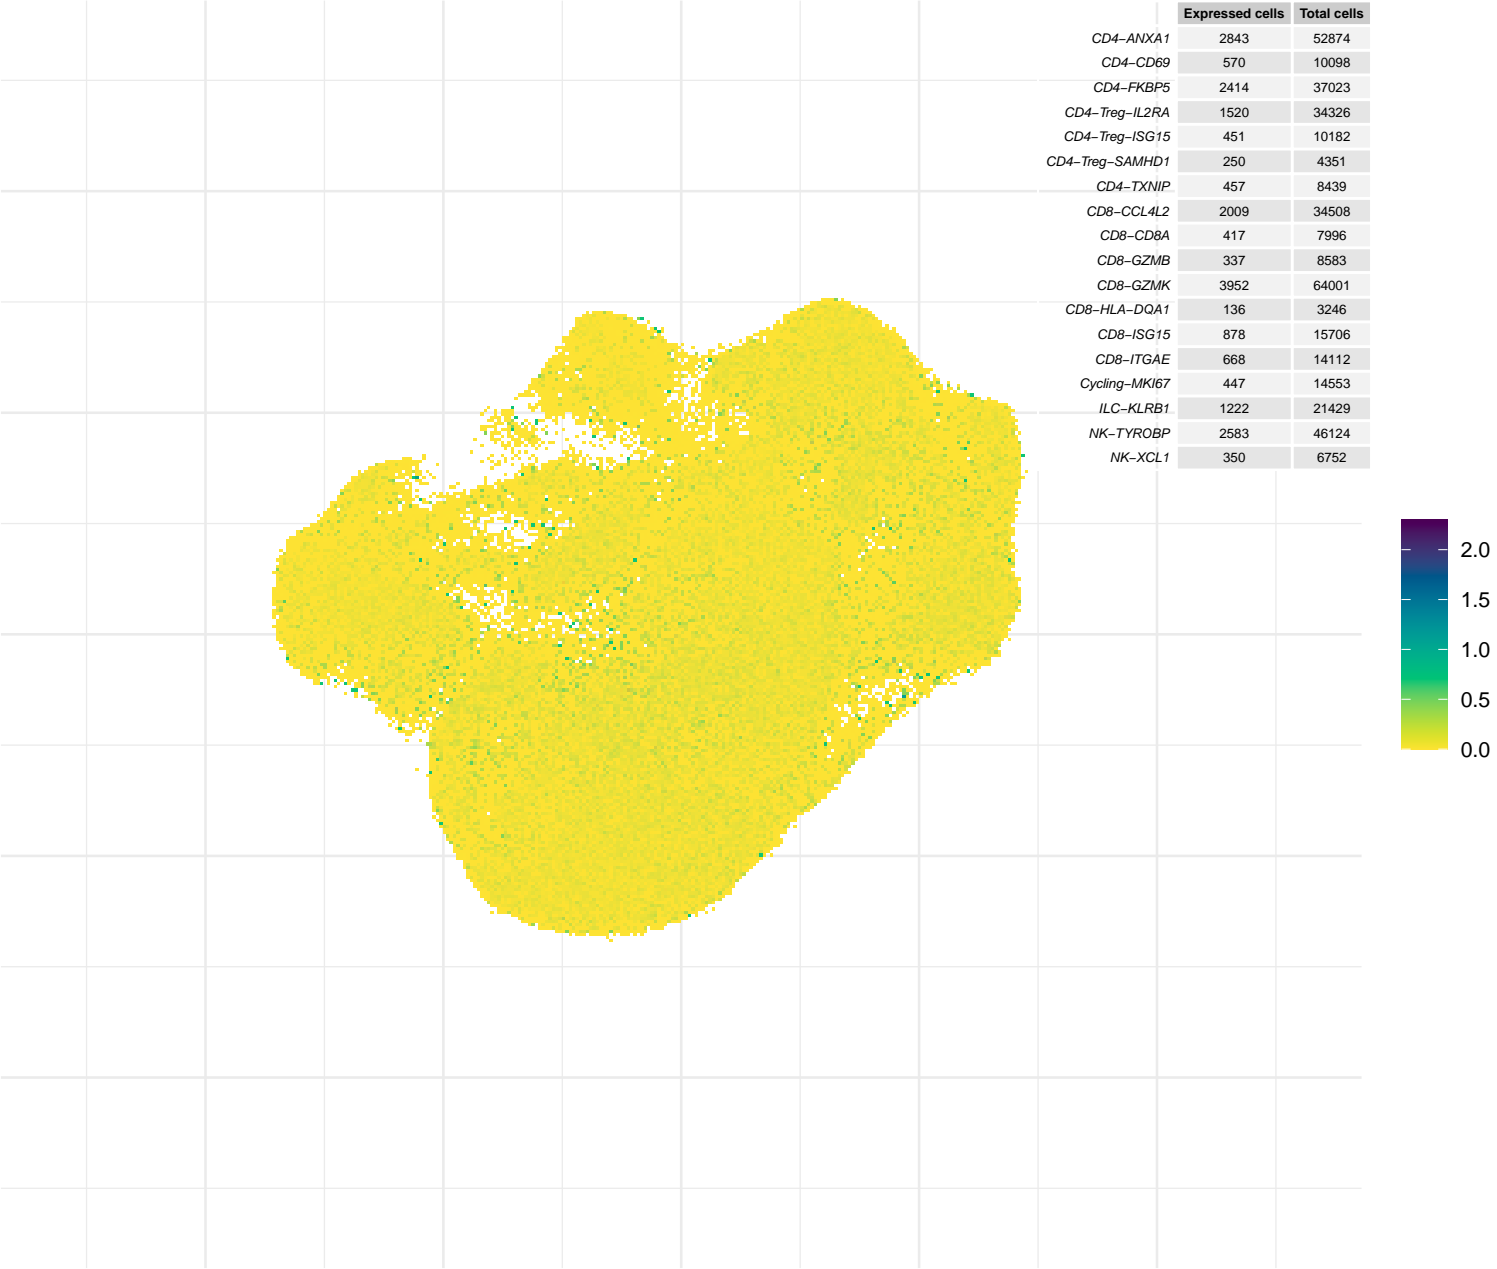 Expressed cells Total cells
CD4−ANXA1 2843 52874
CD4−CD69 570 10098
CD4−FKBP5 2414 37023
CD4−Treg−IL2RA 1520 34326
CD4−Treg−ISG15 451 10182
CD4−Treg−SAMHD1 250 4351
CD4−TXNIP 457 8439
CD8−CCL4L2 2009 34508
CD8−CD8A 417 7996
CD8−GZMB 337 8583
CD8−GZMK 3952 64001
CD8−HLA−DQA1 136 3246
CD8−ISG15 878 15706
CD8−ITGAE 668 14112
Cycling−MKI67 447 14553
ILC−KLRB1 1222 21429
NK−TYROBP 2583 46124
NK−XCL1 350 6752
2.0
1.5
1.0
0.5
0.0